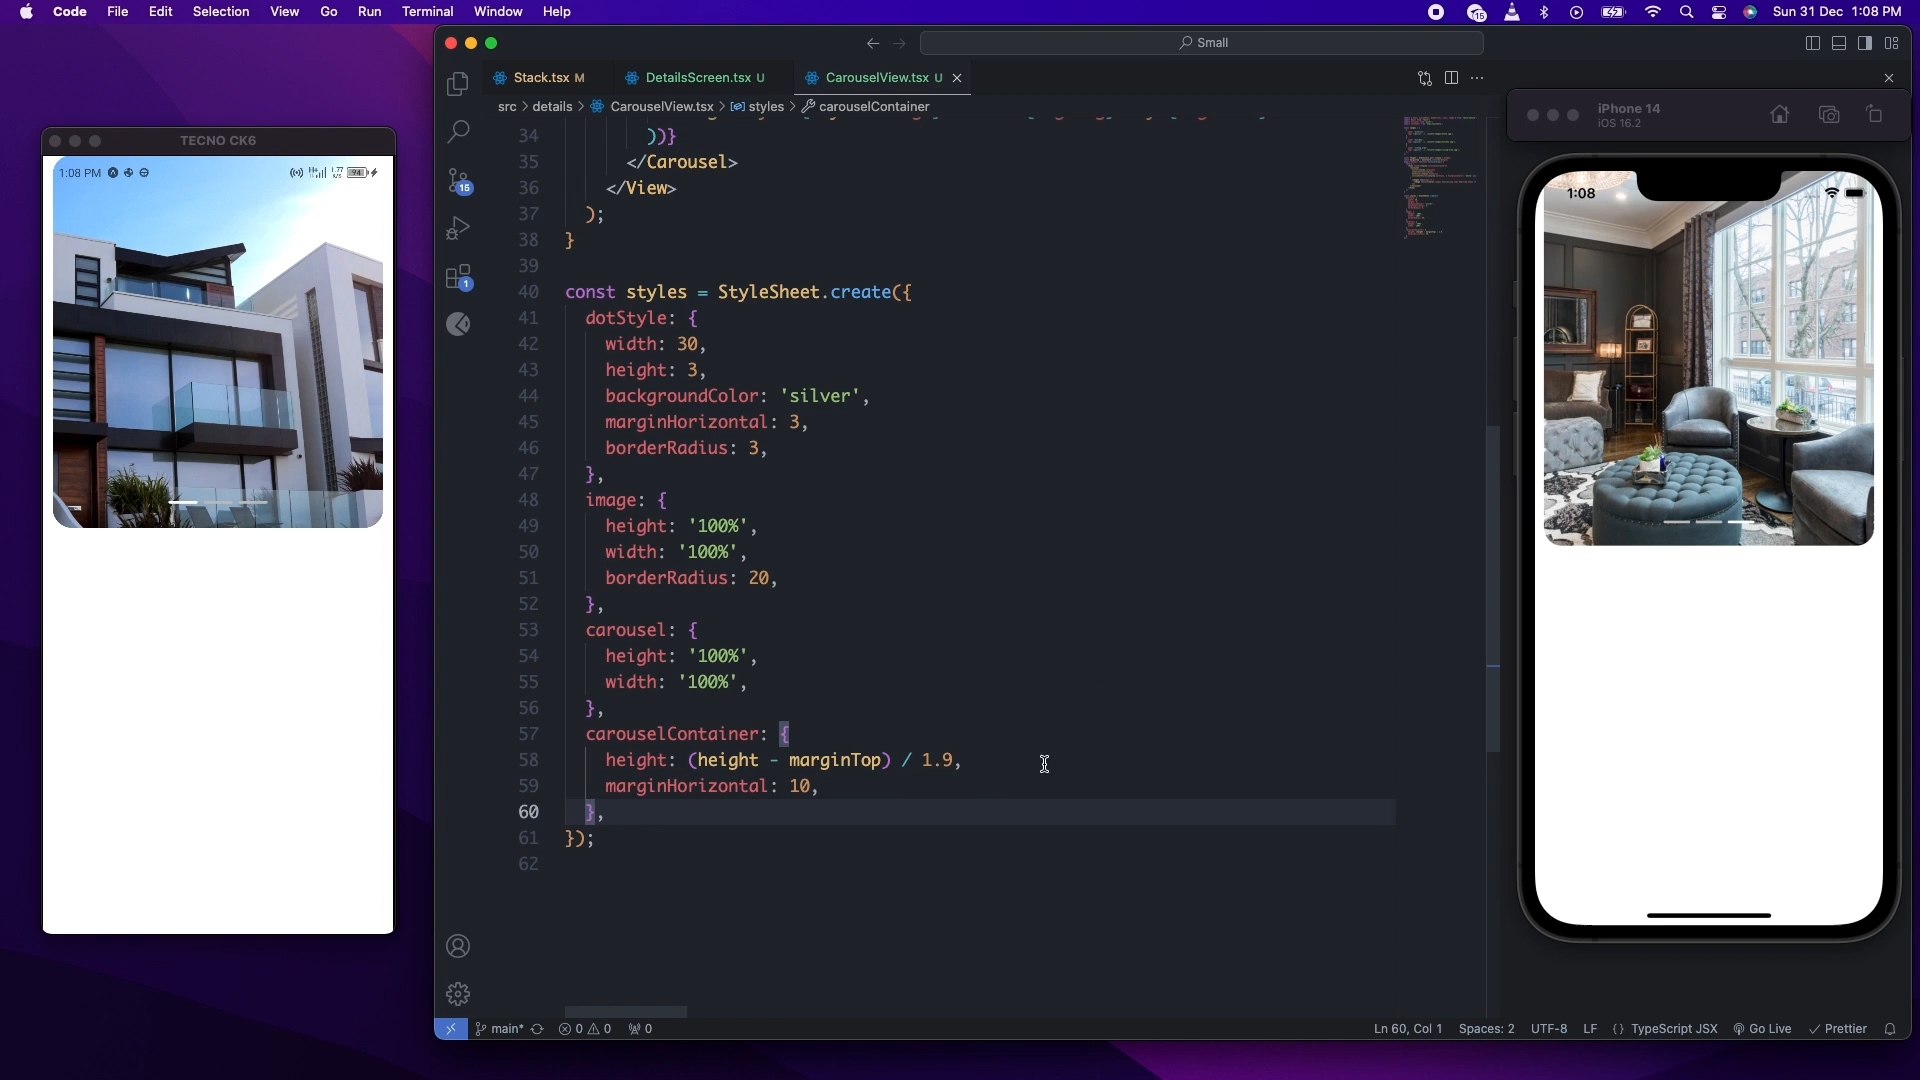 Code File Edit Selection View Go Run Terminal Window Help
15
Sun 31 Dec 1:08 PM
Small
Stack.tsx M
DetailsScreen.tsx U
CarouselView.tsx U
src > details > CarouselView.tsx > styles > carouselContainer
34 ))}
35 </Carousel>
36 </View>
37 );
38 }
39
40 const styles = StyleSheet.create({
41 dotStyle: {
42 width: 30,
43 height: 3,
44 backgroundColor: 'silver',
45 marginHorizontal: 3,
46 borderRadius: 3,
47 },
48 image: {
49 height: '100%',
50 width: '100%',
51 borderRadius: 20,
52 },
53 carousel: {
54 height: '100%',
55 width: '100%',
56 },
57 carouselContainer: {
58 height: (height - marginTop) / 1.9,
59 marginHorizontal: 10,
60 },
61 });
62
15
1
main* 0 0 0
Ln 60, Col 1 Spaces: 2 UTF-8 LF {} TypeScript JSX Go Live Prettier
TECNO CK6
1:08 PM
94
iPhone 14
iOS 16.2
1:08